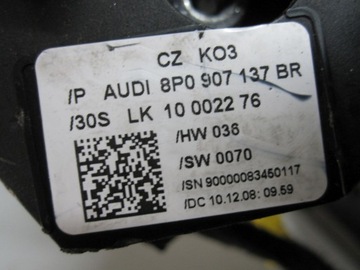 CZ KO3
/P AUDI 8P0 907 137 BR
/30S LK 10 0022 76
/HW 036
/SW 0070
/SN 90000083450117
/DC 10.12.08; 09.59